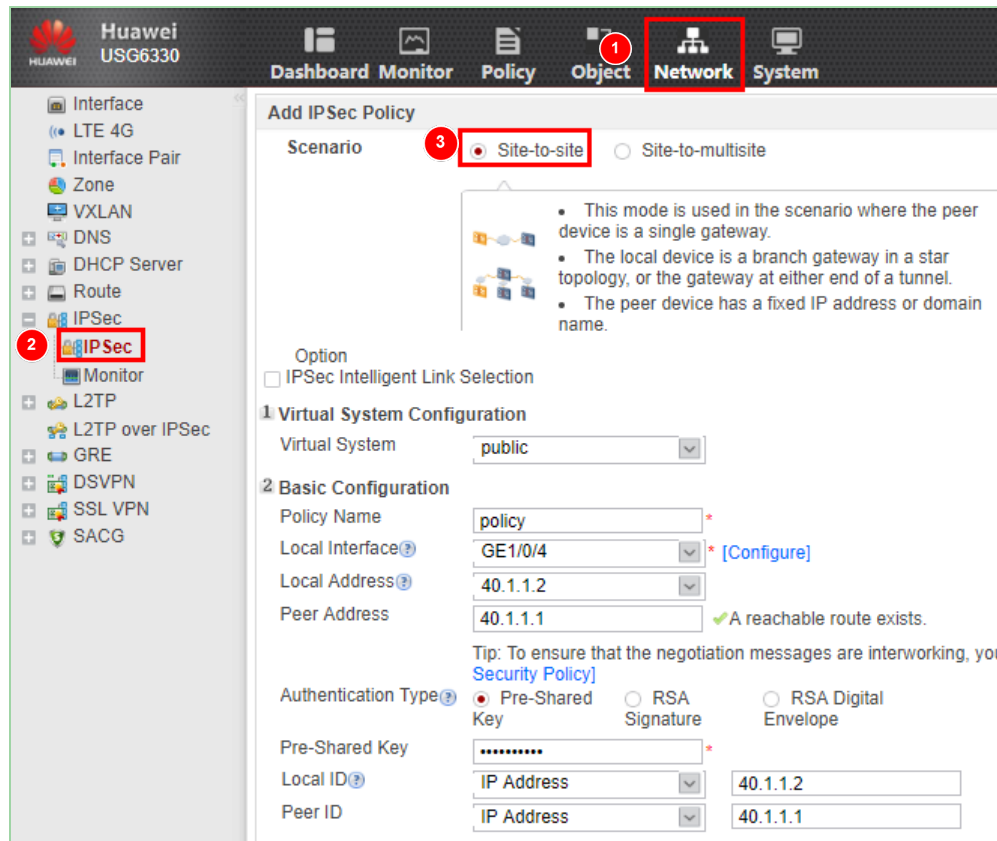 Huawei
USG6330
HUAWEI
Dashboard Monitor Policy Object 1 Network System
Interface
LTE 4G
Interface Pair
Zone
VXLAN
DNS
DHCP Server
Route
IPSec
2 IPSec
Monitor
L2TP
L2TP over IPSec
GRE
DSVPN
SSL VPN
SACG
Add IPSec Policy
Scenario 3 Site-to-site Site-to-multisite
• This mode is used in the scenario where the peer
device is a single gateway.
• The local device is a branch gateway in a star
topology, or the gateway at either end of a tunnel.
• The peer device has a fixed IP address or domain
name.
Option
IPSec Intelligent Link Selection
1 Virtual System Configuration
Virtual System public
2 Basic Configuration
Policy Name policy *
Local Interface ? GE1/0/4 * [Configure]
Local Address ? 40.1.1.2
Peer Address 40.1.1.1 A reachable route exists.
Tip: To ensure that the negotiation messages are interworking, you
Security Policy]
Authentication Type ? Pre-Shared Key RSA Signature RSA Digital Envelope
Pre-Shared Key •••••••••• *
Local ID ? IP Address 40.1.1.2
Peer ID IP Address 40.1.1.1